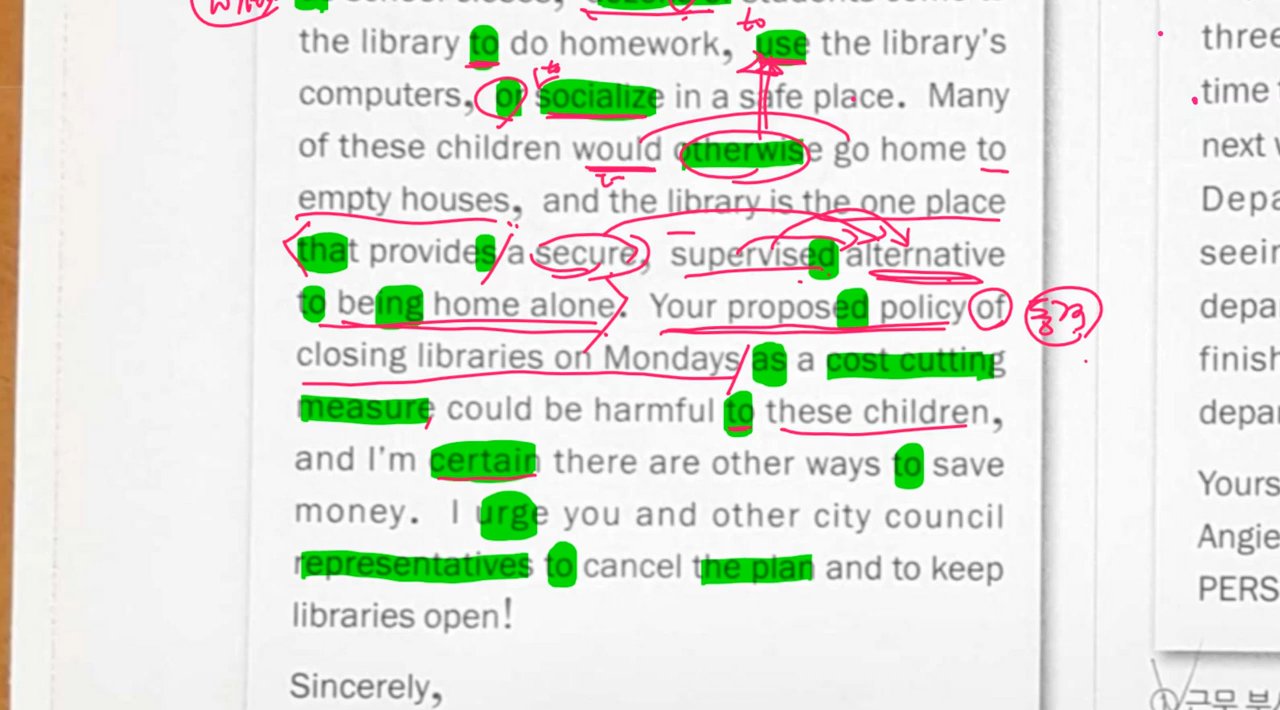 the library to do homework, use the library's
computers, or socialize in a safe place. Many
of these children would otherwise go home to
empty houses, and the library is the one place
that provides a secure, supervised alternative
to being home alone. Your proposed policy of
closing libraries on Mondays as a cost cutting
measure, could be harmful to these children,
and I'm certain there are other ways to save
money. I urge you and other city council
representatives to cancel the plan and to keep
libraries open!
Sincerely,
to
to
동격
three
time
next
Depa
seein
depa
finish
depa
Yours
Angie
PERS